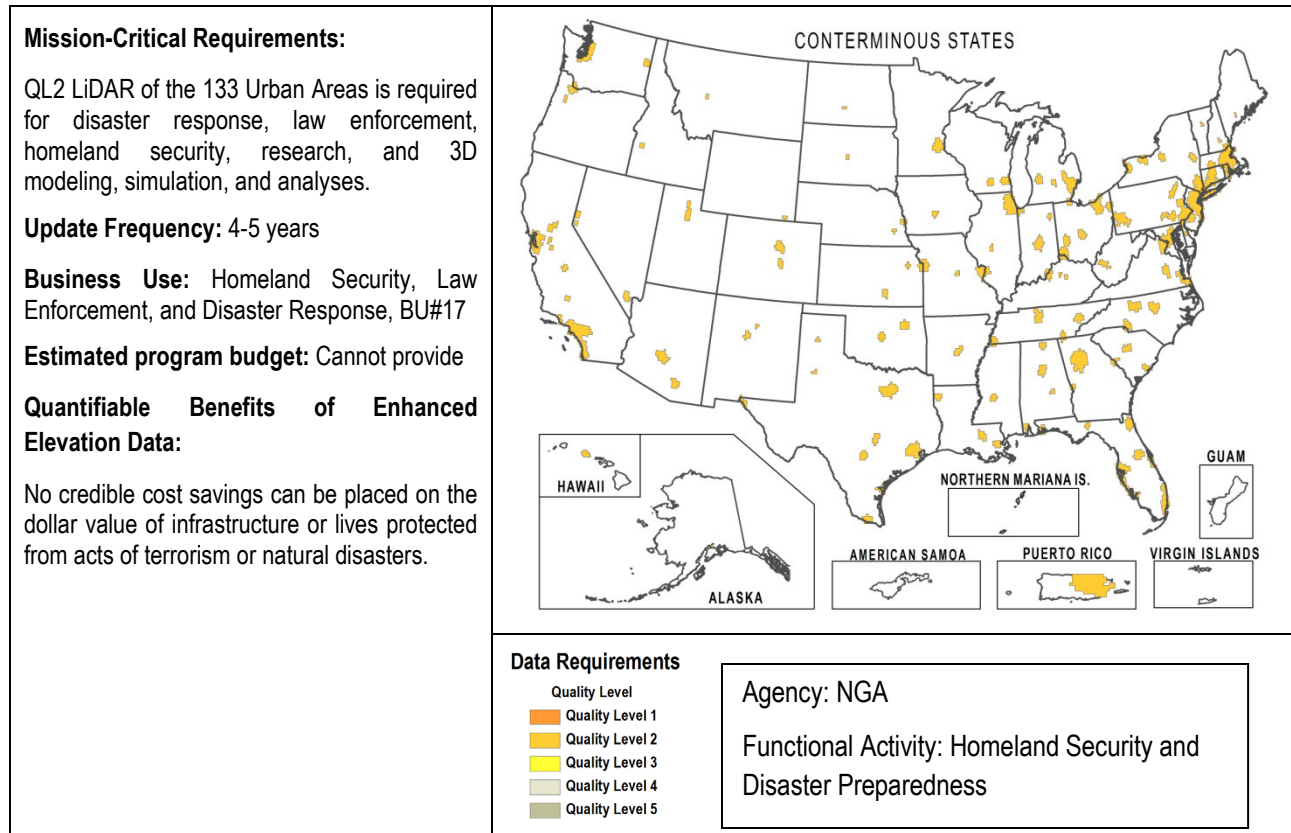 Mission-Critical Requirements:
QL2 LiDAR of the 133 Urban Areas is required
for disaster response, law enforcement,
homeland security, research, and 3D
modeling, simulation, and analyses.
Update Frequency: 4-5 years
Business Use: Homeland Security, Law
Enforcement, and Disaster Response, BU#17
Estimated program budget: Cannot provide
Quantifiable Benefits of Enhanced
Elevation Data:
No credible cost savings can be placed on the
dollar value of infrastructure or lives protected
from acts of terrorism or natural disasters.
CONTERMINOUS STATES
HAWAII
ALASKA
NORTHERN MARIANA IS.
GUAM
AMERICAN SAMOA
PUERTO RICO
VIRGIN ISLANDS
Data Requirements
Quality Level
Quality Level 1
Quality Level 2
Quality Level 3
Quality Level 4
Quality Level 5
Agency: NGA
Functional Activity: Homeland Security and
Disaster Preparedness